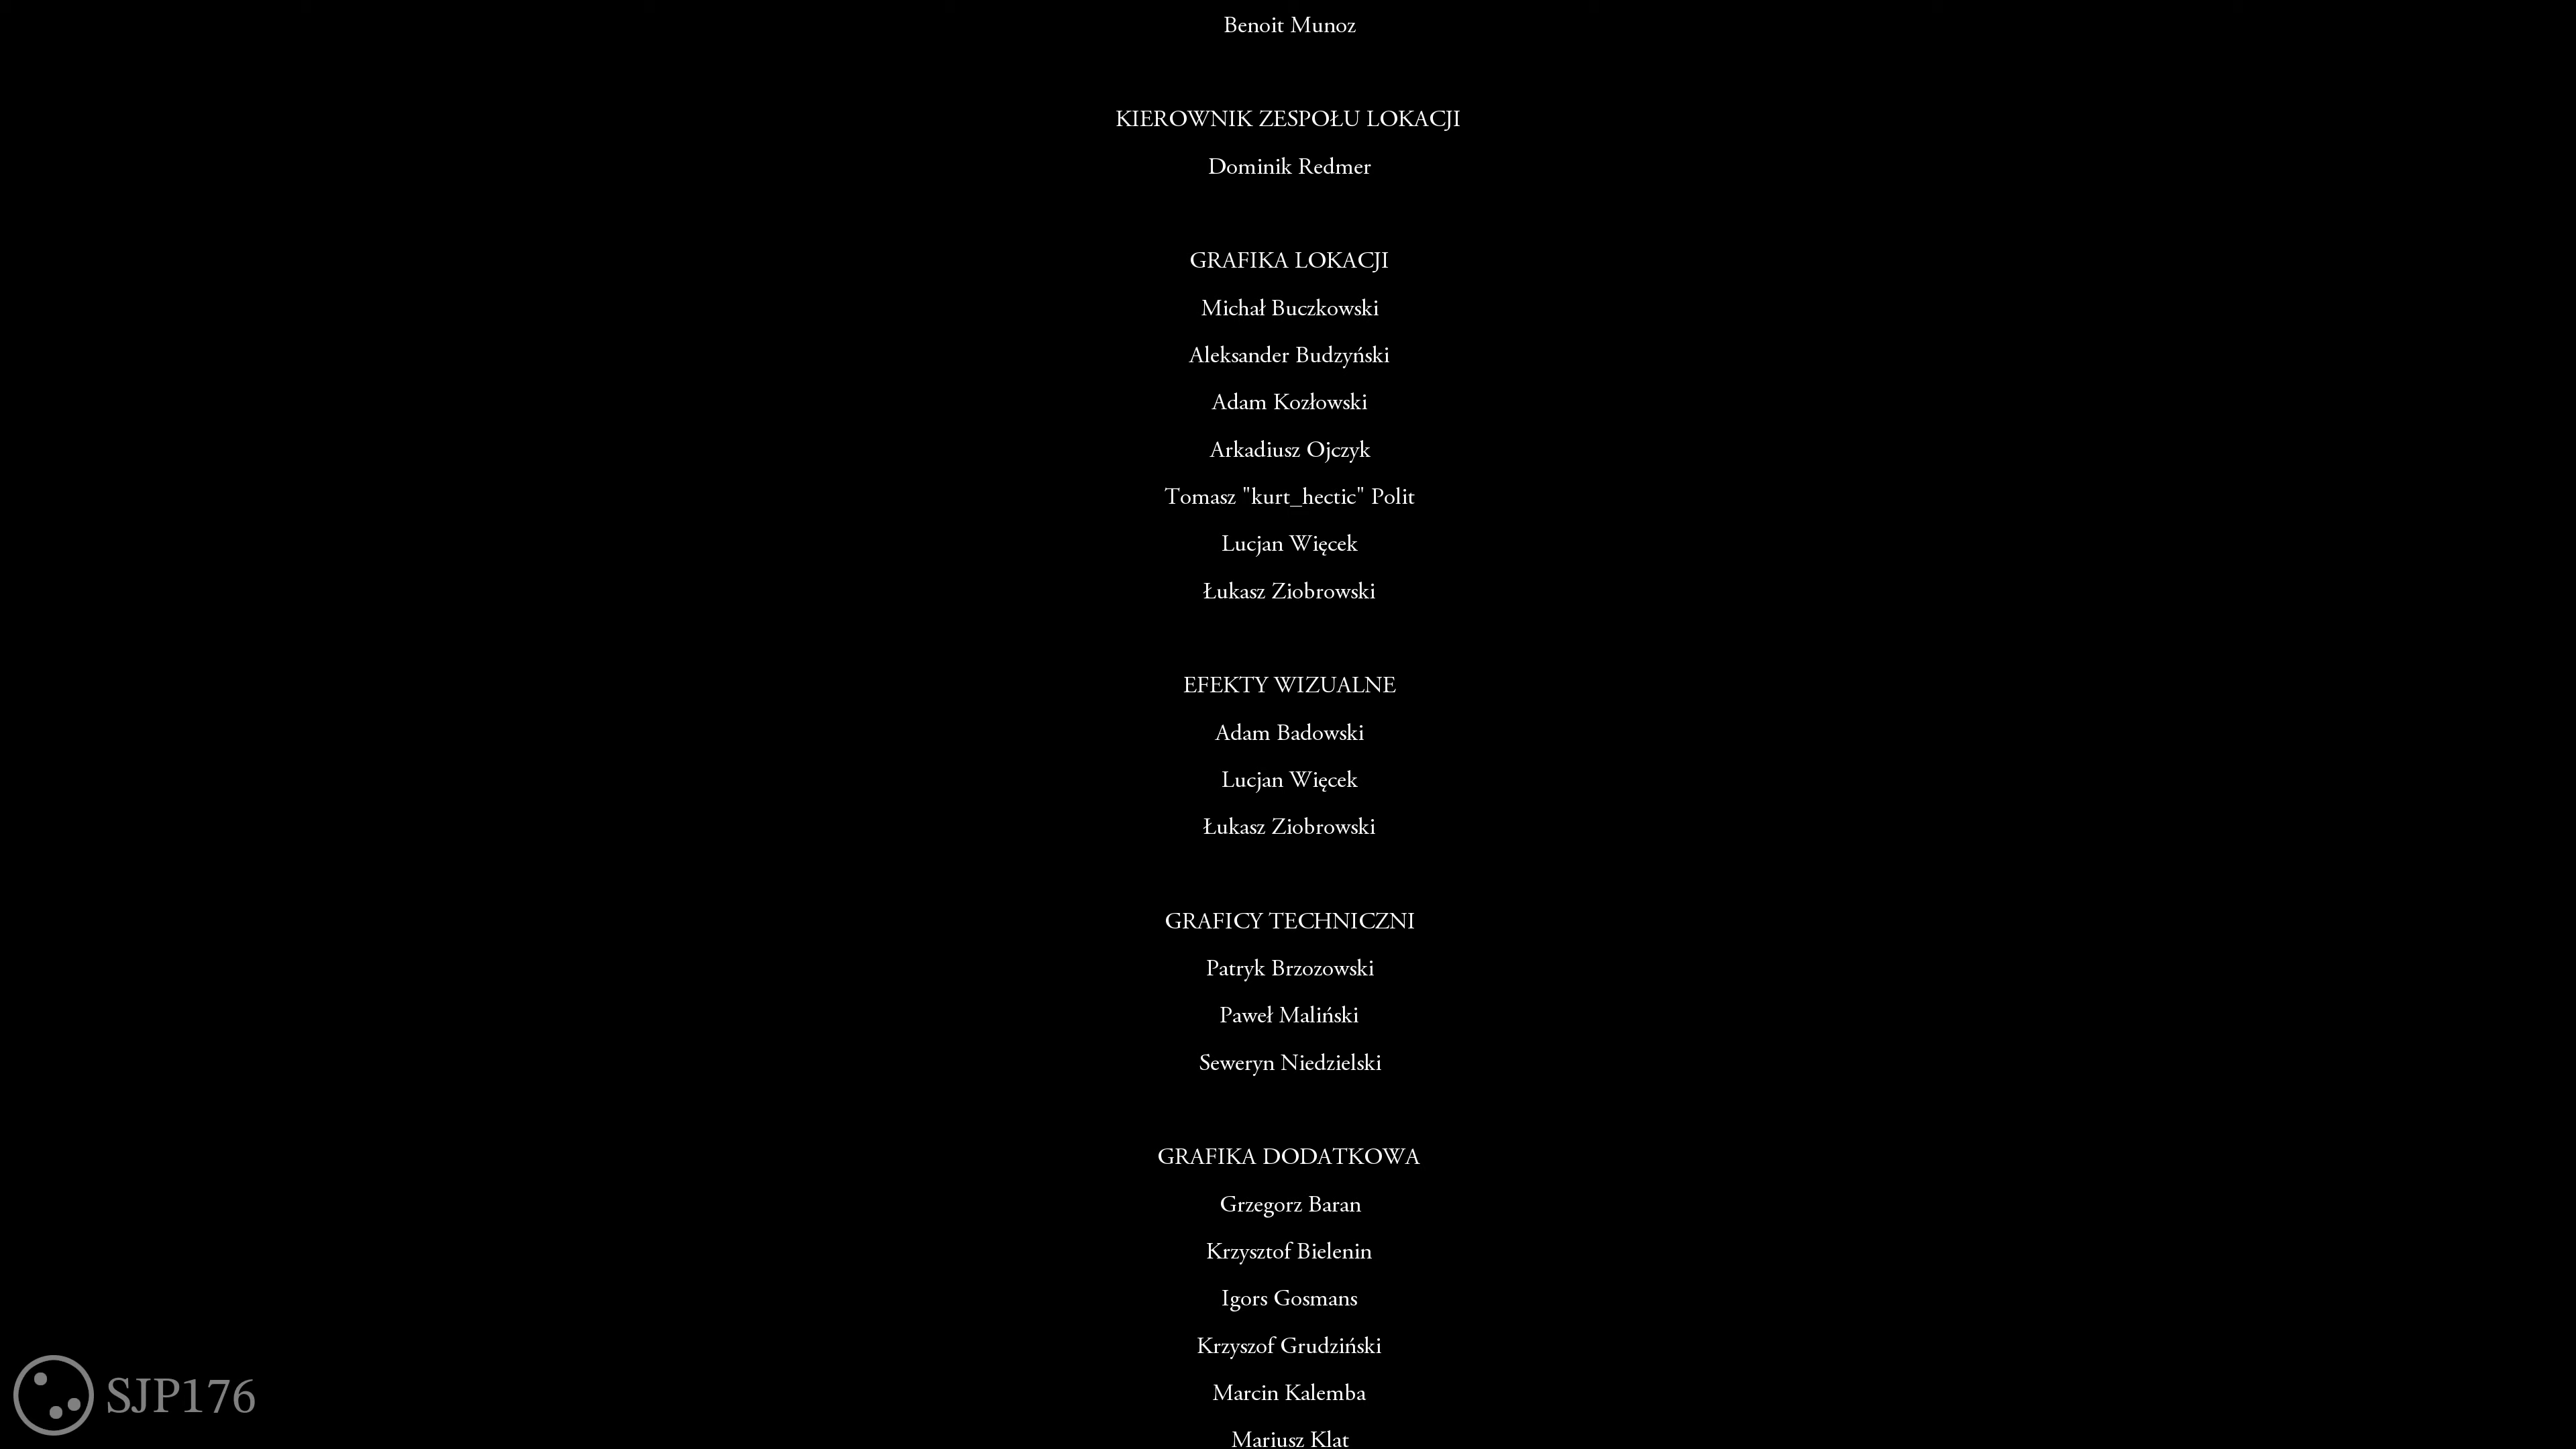 Benoit Munoz
KIEROWNIK ZESPOŁU LOKACJI
Dominik Redmer
GRAFIKA LOKACJI
Michał Buczkowski
Aleksander Budzyński
Adam Kozłowski
Arkadiusz Ojczyk
Tomasz "kurt_hectic" Polit
Lucjan Więcek
Łukasz Ziobrowski
EFEKTY WIZUALNE
Adam Badowski
Lucjan Więcek
Łukasz Ziobrowski
GRAFICY TECHNICZNI
Patryk Brzozowski
Paweł Maliński
Seweryn Niedzielski
GRAFIKA DODATKOWA
Grzegorz Baran
Krzysztof Bielenin
Igors Gosmans
Krzyszof Grudziński
Marcin Kalemba
Mariusz Klat
SJP176